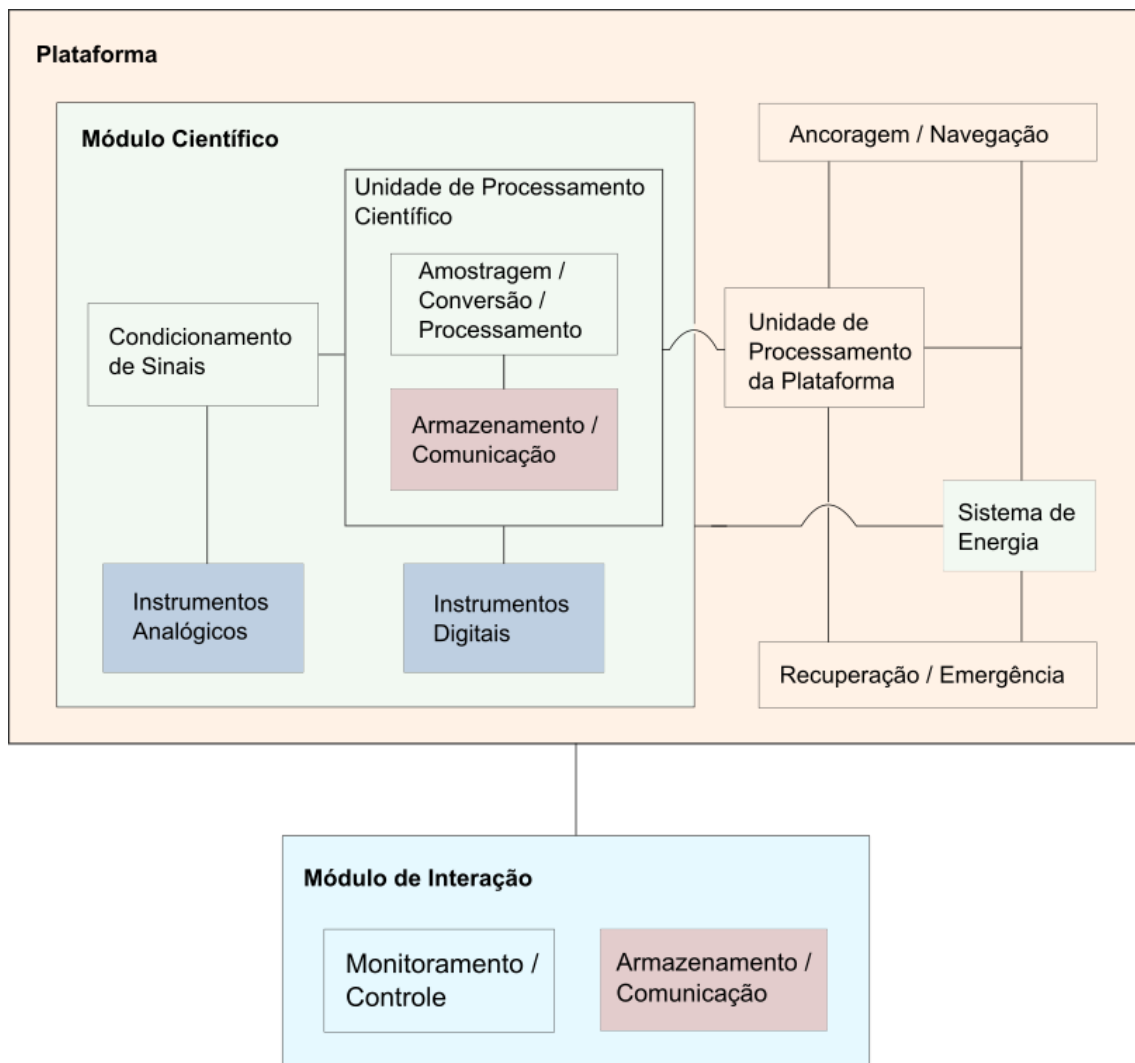 Plataforma
Módulo Científico
Ancoragem / Navegação
Unidade de Processamento
Científico
Amostragem /
Conversão /
Processamento
Condicionamento
de Sinais
Unidade de
Processamento
da Plataforma
Armazenamento /
Comunicação
Sistema de
Energia
Instrumentos
Analógicos
Instrumentos
Digitais
Recuperação / Emergência
Módulo de Interação
Monitoramento /
Controle
Armazenamento /
Comunicação